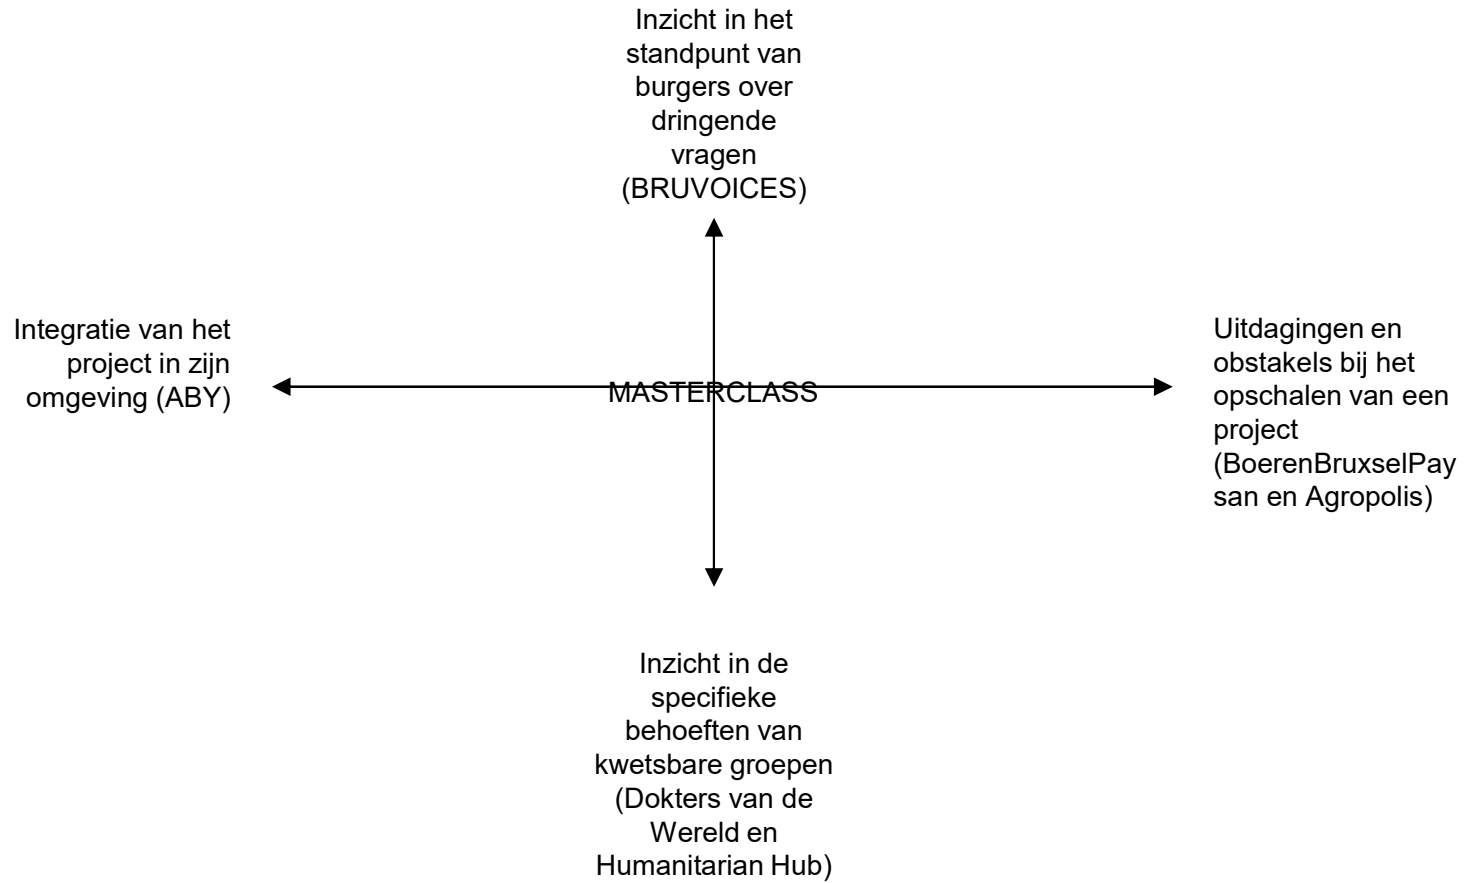 Inzicht in het
standpunt van
burgers over
dringende
vragen
(BRUVOICES)
Integratie van het
project in zijn
omgeving (ABY)
MASTERCLASS
Uitdagingen en
obstakels bij het
opschalen van een
project
(BoerenBruxselPay
san en Agropolis)
Inzicht in de
specifieke
behoeften van
kwetsbare groepen
(Dokters van de
Wereld en
Humanitarian Hub)